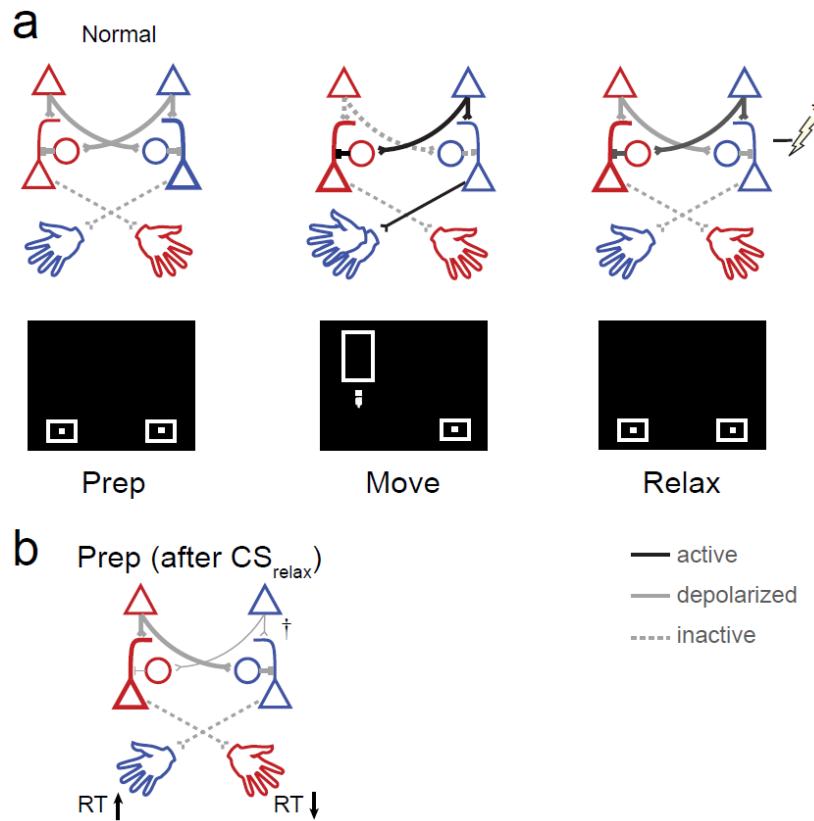 a
Normal
Prep
Move
Relax
b
Prep (after CSrelax)
†
RT
RT
active
depolarized
inactive